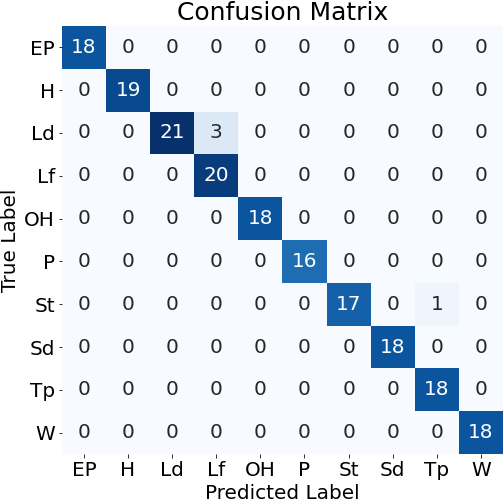 Confusion Matrix
True Label
EP 18 0 0 0 0 0 0 0 0 0
H 0 19 0 0 0 0 0 0 0 0
Ld 0 0 21 3 0 0 0 0 0 0
Lf 0 0 0 20 0 0 0 0 0 0
OH 0 0 0 0 18 0 0 0 0 0
P 0 0 0 0 0 16 0 0 0 0
St 0 0 0 0 0 0 17 0 1 0
Sd 0 0 0 0 0 0 0 18 0 0
Tp 0 0 0 0 0 0 0 0 18 0
W 0 0 0 0 0 0 0 0 0 18
EP H Ld Lf OH P St Sd Tp W
Predicted Label